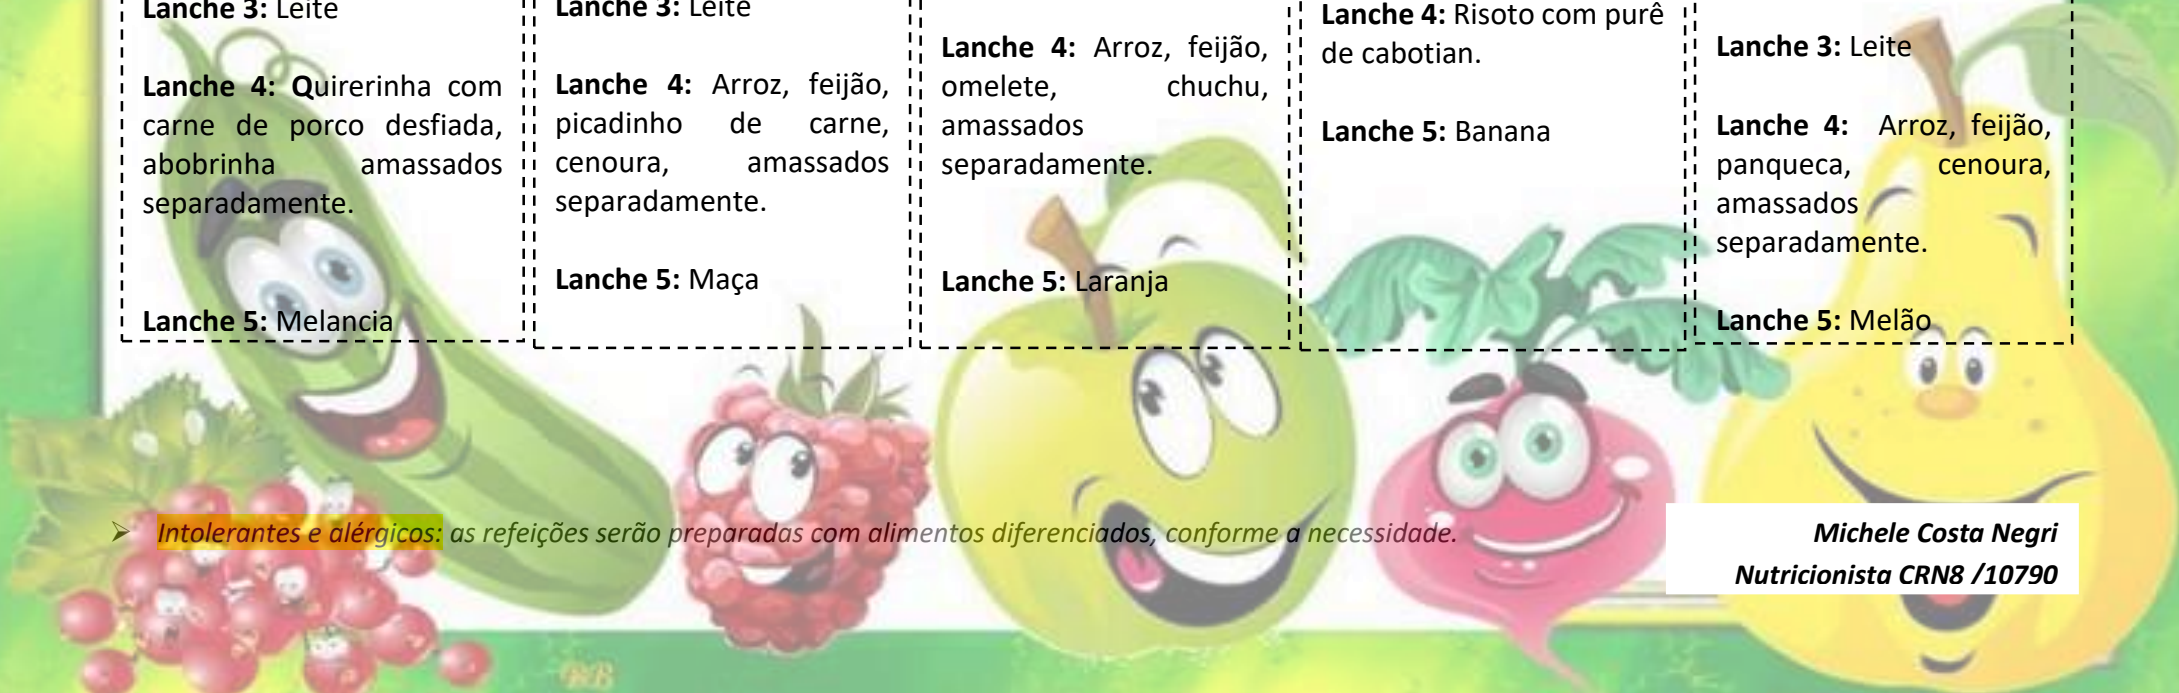 Lanche 3: Leite
Lanche 4: Quirerinha com
carne de porco desfiada,
abobrinha amassados
separadamente.
Lanche 5: Melancia
Lanche 3: Leite
Lanche 4: Arroz, feijão,
picadinho de carne,
cenoura, amassados
separadamente.
Lanche 5: Maça
Lanche 4: Arroz, feijão,
omelete, chuchu,
amassados
separadamente.
Lanche 5: Laranja
Lanche 4: Risoto com purê
de cabotian.
Lanche 5: Banana
Lanche 3: Leite
Lanche 4: Arroz, feijão,
panqueca, cenoura,
amassados
separadamente.
Lanche 5: Melão
➢ Intolerantes e alérgicos: as refeições serão preparadas com alimentos diferenciados, conforme a necessidade.
Michele Costa Negri
Nutricionista CRN8 /10790